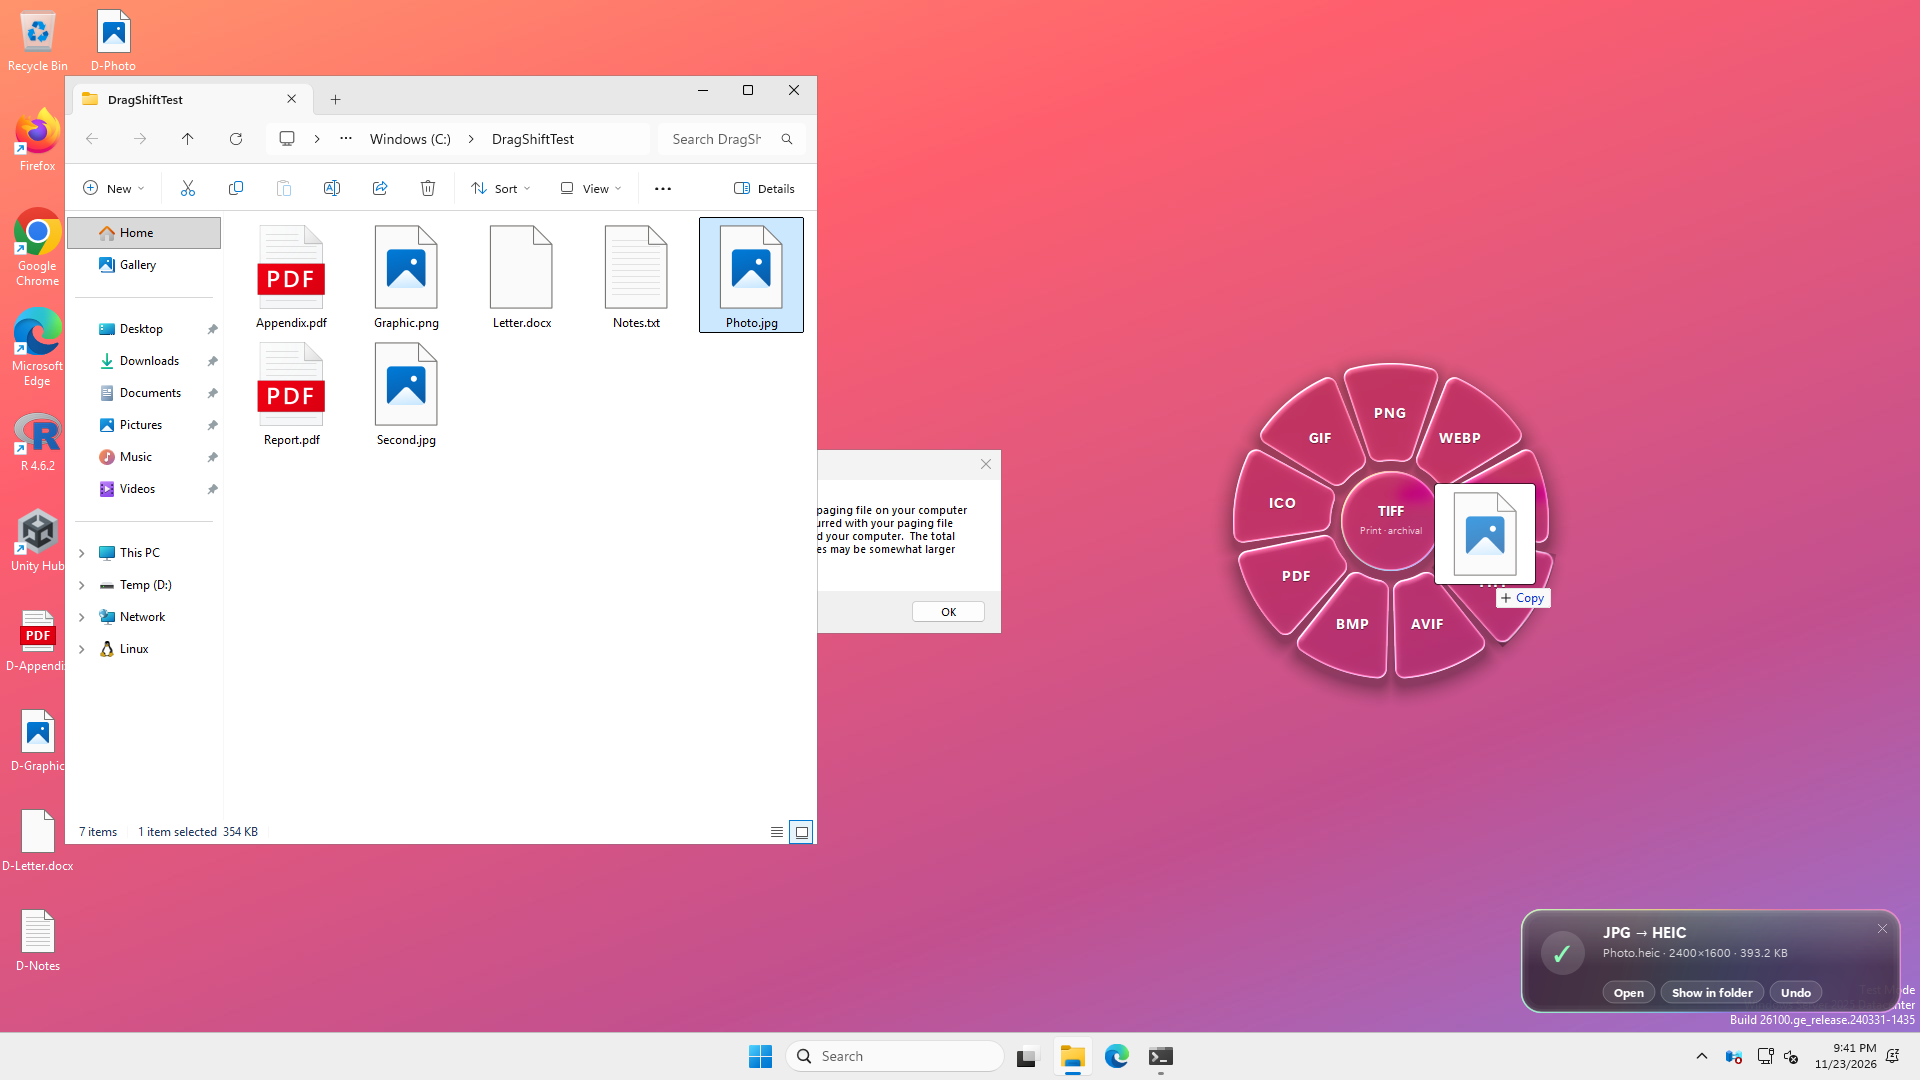 Recycle Bin
D-Photo
Firefox
Google
Chrome
Microsoft
Edge
R 4.6.2
Unity Hub
D-Graphic
D-Letter.docx
D-Notes
DragShiftTest
Windows (C:)
DragShiftTest
New
Sort
View
Details
Home
Gallery
Desktop
Downloads
Documents
Pictures
Music
Videos
This PC
Temp (D:)
Network
Linux
PDF
Appendix.pdf
Graphic.png
Letter.docx
Notes.txt
Photo.jpg
PDF
Report.pdf
Second.jpg
7 items
1 item selected 354 KB
paging file on your computer
urred with your paging file
d your computer. The total
es may be somewhat larger
OK
PNG
GIF
WEBP
ICO
TIFF
Print · archival
PDF
BMP
AVIF
+ Copy
JPG → HEIC
Photo.heic · 2400×1600 · 393.2 KB
Open
Show in folder
Undo
Build 26100.ge_release.240331-1435
Search
9:41 PM
11/23/2026